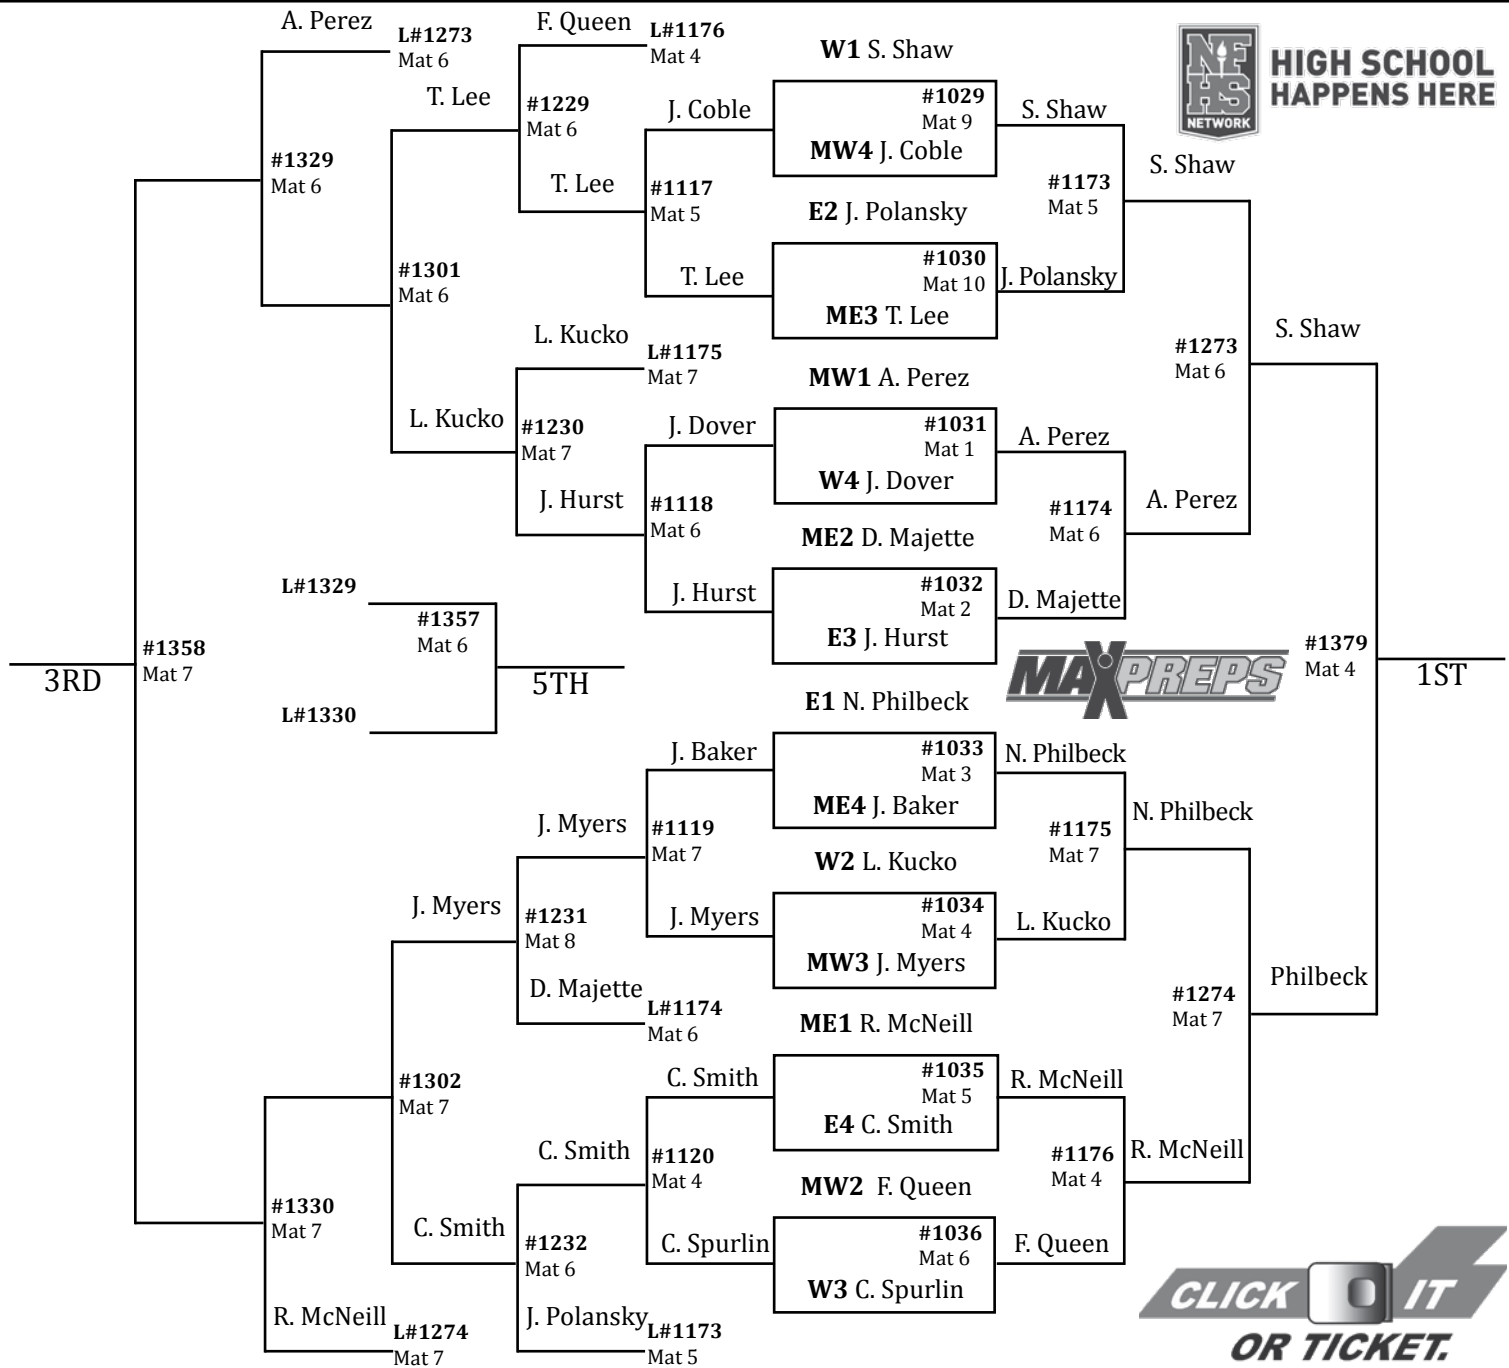 A. Perez
L#1273
Mat 6
F. Queen
L#1176
Mat 4
W1 S. Shaw
NFHS
NETWORK
HIGH SCHOOL
HAPPENS HERE
T. Lee
#1229
Mat 6
J. Coble
#1029
Mat 9
S. Shaw
MW4 J. Coble
#1329
Mat 6
T. Lee
#1117
Mat 5
#1173
Mat 5
S. Shaw
E2 J. Polansky
#1301
Mat 6
T. Lee
#1030
Mat 10
J. Polansky
ME3 T. Lee
L. Kucko
L#1175
Mat 7
#1273
Mat 6
S. Shaw
MW1 A. Perez
L. Kucko
#1230
Mat 7
J. Dover
#1031
Mat 1
A. Perez
W4 J. Dover
J. Hurst
#1118
Mat 6
#1174
Mat 6
A. Perez
ME2 D. Majette
L#1329
J. Hurst
#1032
Mat 2
D. Majette
E3 J. Hurst
#1357
Mat 6
#1358
Mat 7
3RD
5TH
MAXPREPS
#1379
Mat 4
1ST
L#1330
E1 N. Philbeck
J. Baker
#1033
Mat 3
N. Philbeck
ME4 J. Baker
J. Myers
#1119
Mat 7
#1175
Mat 7
N. Philbeck
W2 L. Kucko
J. Myers
#1231
Mat 8
J. Myers
#1034
Mat 4
L. Kucko
MW3 J. Myers
D. Majette
L#1174
Mat 6
#1274
Mat 7
Philbeck
ME1 R. McNeill
#1302
Mat 7
C. Smith
#1035
Mat 5
R. McNeill
E4 C. Smith
C. Smith
#1120
Mat 4
#1176
Mat 4
R. McNeill
MW2 F. Queen
#1330
Mat 7
C. Smith
#1232
Mat 6
C. Spurlin
#1036
Mat 6
F. Queen
W3 C. Spurlin
R. McNeill
L#1274
Mat 7
J. Polansky
L#1173
Mat 5
CLICK IT
OR TICKET.